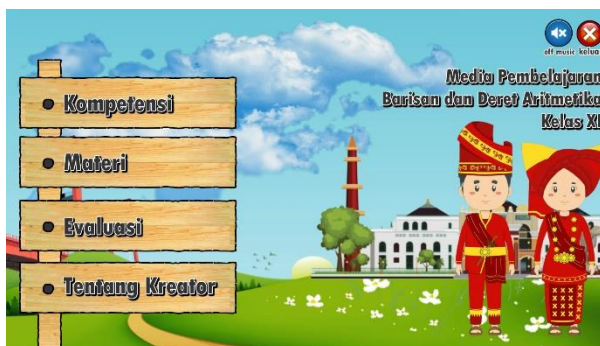 off music keluar
Media Pembelajaran
Barisan dan Deret Aritmetika
Kelas XI
Kompetensi
Materi
Evaluasi
Tentang Kreator